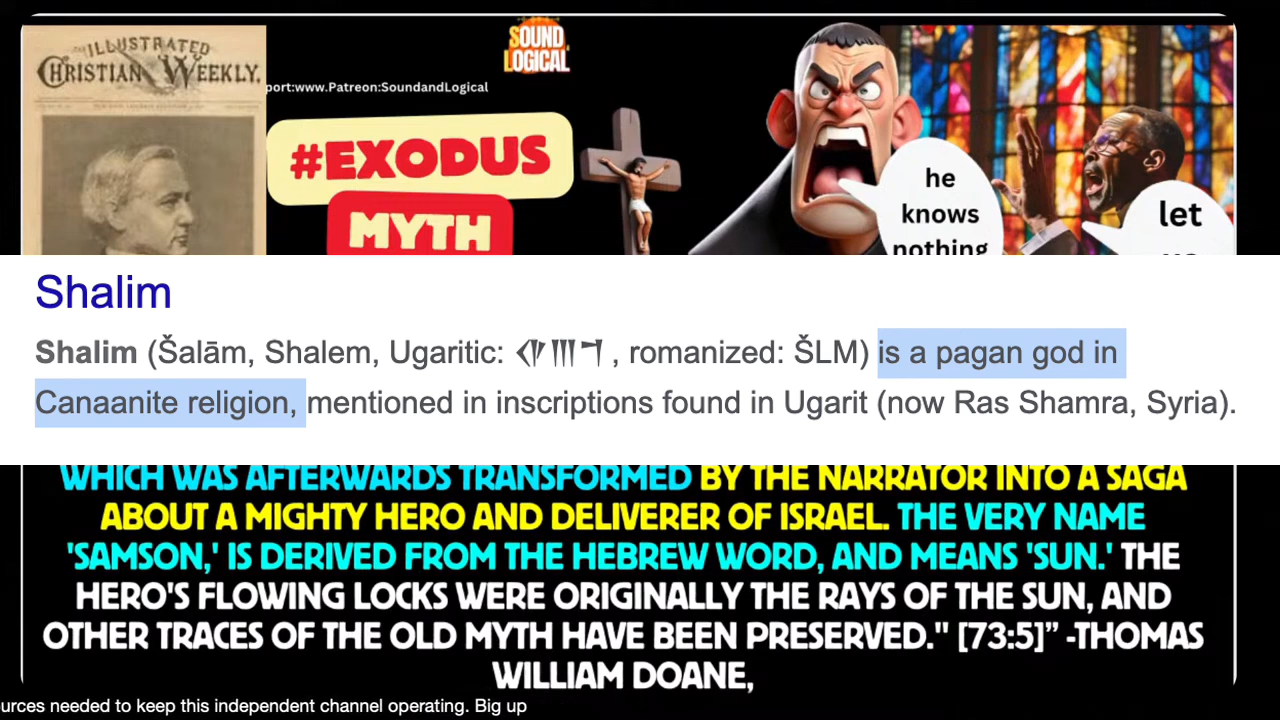 ILLUSTRATED
CHRISTIAN WEEKLY.
SOUND
LOGICAL
port:www.Patreon:SoundandLogical
#EXODUS
MYTH
he
knows
nothing
let
Shalim
Shalim (Šalām, Shalem, Ugaritic: 𐎌𐎍𐎎, romanized: ŠLM) is a pagan god in
Canaanite religion, mentioned in inscriptions found in Ugarit (now Ras Shamra, Syria).
WHICH WAS AFTERWARDS TRANSFORMED BY THE NARRATOR INTO A SAGA
ABOUT A MIGHTY HERO AND DELIVERER OF ISRAEL. THE VERY NAME
'SAMSON,' IS DERIVED FROM THE HEBREW WORD, AND MEANS 'SUN.' THE
HERO'S FLOWING LOCKS WERE ORIGINALLY THE RAYS OF THE SUN, AND
OTHER TRACES OF THE OLD MYTH HAVE BEEN PRESERVED." [73:5]” -THOMAS
WILLIAM DOANE,
urces needed to keep this independent channel operating. Big up